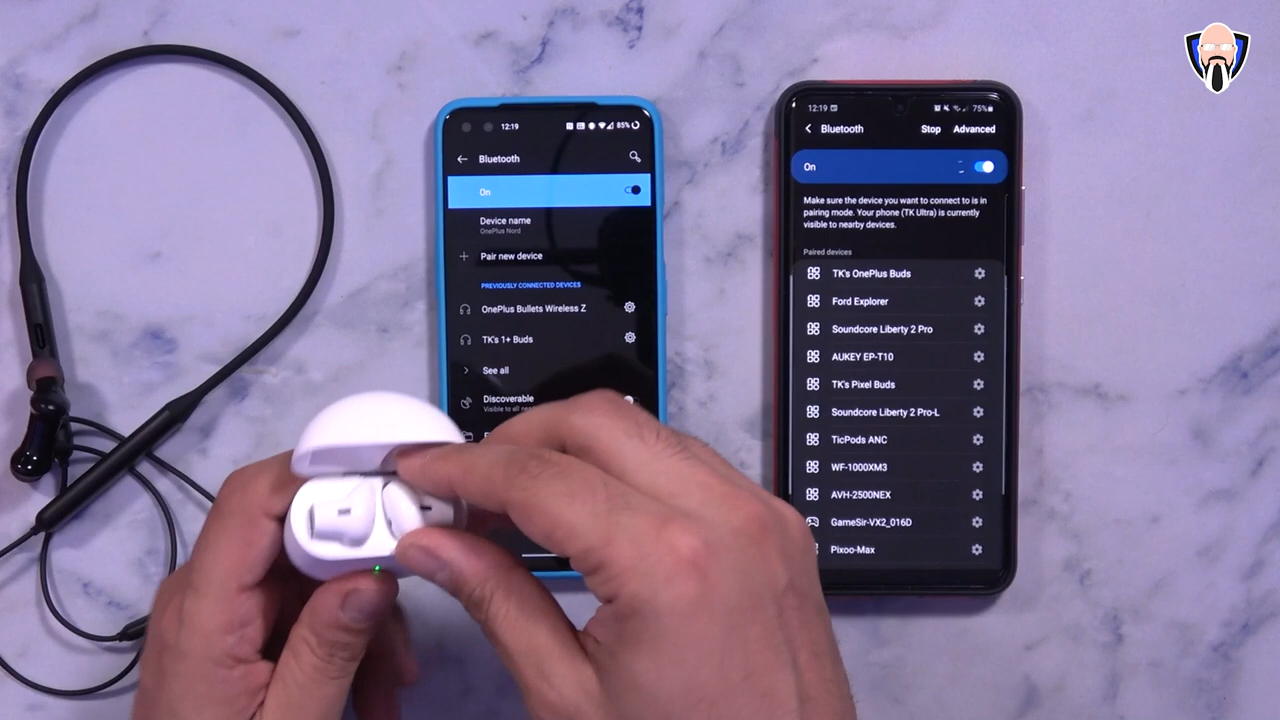 12:19
85%
Bluetooth
On
Device name
OnePlus Nord
Pair new device
PREVIOUSLY CONNECTED DEVICES
OnePlus Bullets Wireless Z
TK's 1+ Buds
See all
Discoverable
Visible to all
12:19
75%
Bluetooth
Stop
Advanced
On
Make sure the device you want to connect to is in
pairing mode. Your phone (TK Ultra) is currently
visible to nearby devices.
Paired devices
TK's OnePlus Buds
Ford Explorer
Soundcore Liberty 2 Pro
AUKEY EP-T10
TK's Pixel Buds
Soundcore Liberty 2 Pro-L
TicPods ANC
WF-1000XM3
AVH-2500NEX
GameSir-VX2_016D
Pixoo-Max